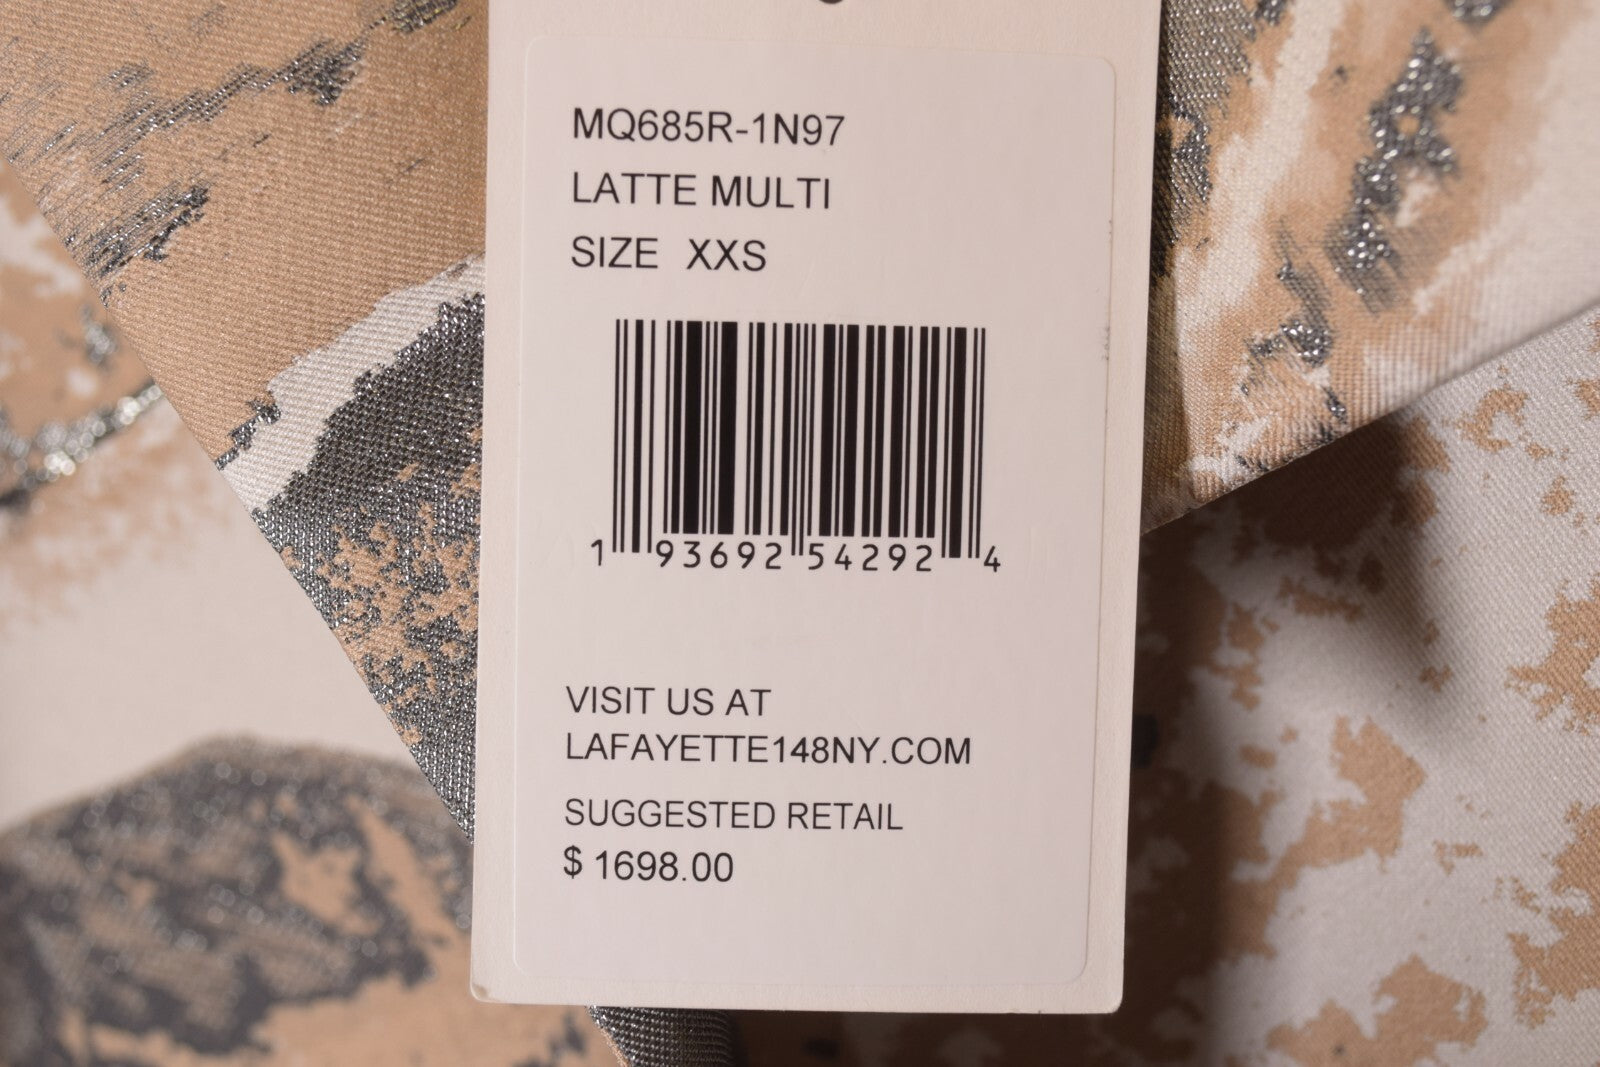 MQ685R-1N97
LATTE MULTI
SIZE XXS
1 93692 54292 4
VISIT US AT
LAFAYETTE148NY.COM
SUGGESTED RETAIL
$ 1698.00